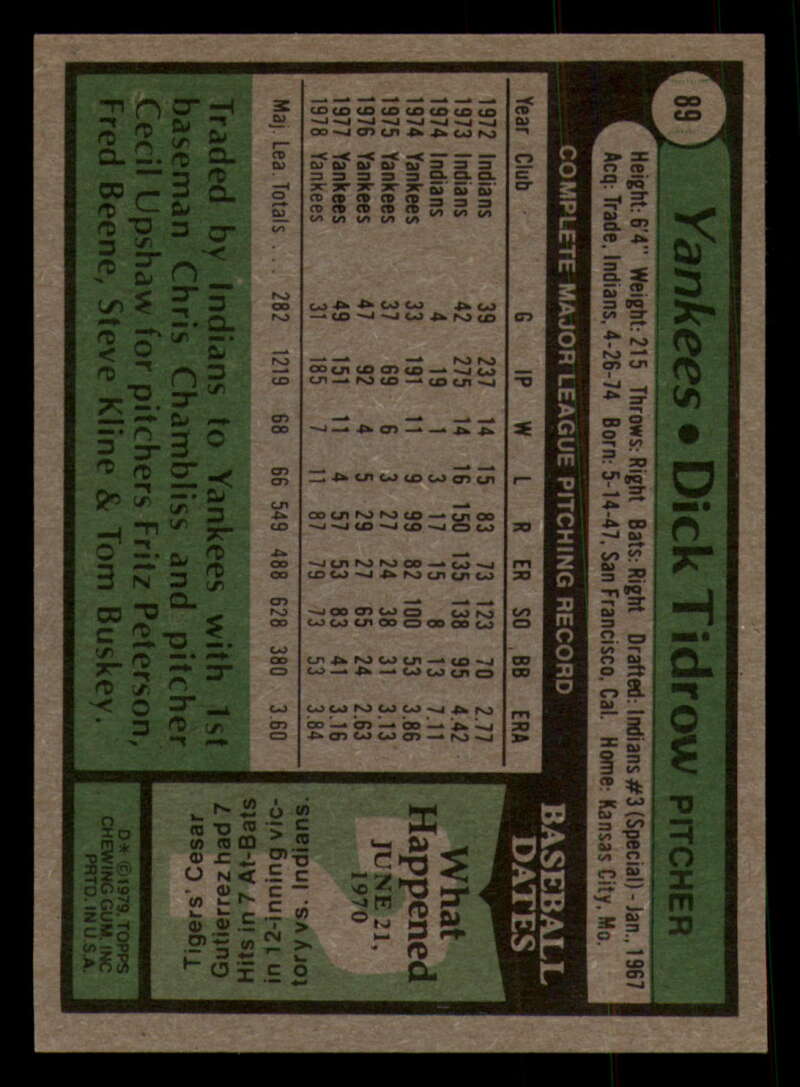 89
Yankees • Dick Tidrow PITCHER
Height: 6'4" Weight: 215 Throws: Right Bats: Right Drafted: Indians #3 (Special) - Jan., 1967
Acq: Trade, Indians, 4-26-74 Born: 5-14-47, San Francisco, Cal. Home: Kansas City, Mo.
COMPLETE MAJOR LEAGUE PITCHING RECORD
Year Club G IP W L R ER SO BB ERA
1972 Indians 39 237 14 15 83 73 123 70 2.77
1973 Indians 42 275 14 16 150 135 138 95 4.42
1974 Indians 4 19 1 3 17 15 8 13 7.11
1974 Yankees 33 191 11 9 99 82 100 53 3.86
1975 Yankees 37 69 6 3 27 24 38 31 3.13
1976 Yankees 47 92 4 5 29 27 65 24 2.63
1977 Yankees 49 151 11 4 57 53 83 41 3.16
1978 Yankees 31 185 7 11 87 79 73 53 3.84
Maj. Lea. Totals . . . 282 1219 68 66 549 488 628 380 3.60
Traded by Indians to Yankees with 1st
baseman Chris Chambliss and pitcher
Cecil Upshaw for pitchers Fritz Peterson,
Fred Beene, Steve Kline & Tom Buskey.
BASEBALL
DATES
What
Happened
JUNE 21,
1970
Tigers' Cesar
Gutierrez had 7
Hits in 7 At-Bats
in 12-inning vic-
tory vs. Indians.
D* © 1979, TOPPS
CHEWING GUM, INC
PRTD. IN U.S.A.